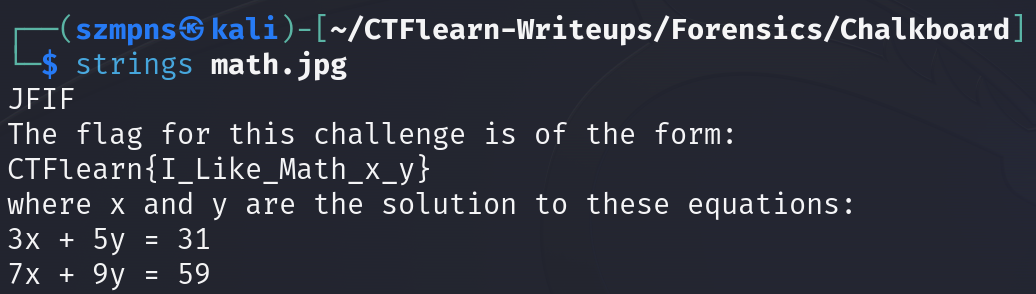 ┌──(szmpns㉿kali)-[~/CTFlearn-Writeups/Forensics/Chalkboard]
└─$ strings math.jpg
JFIF
The flag for this challenge is of the form:
CTFlearn{I_Like_Math_x_y}
where x and y are the solution to these equations:
3x + 5y = 31
7x + 9y = 59